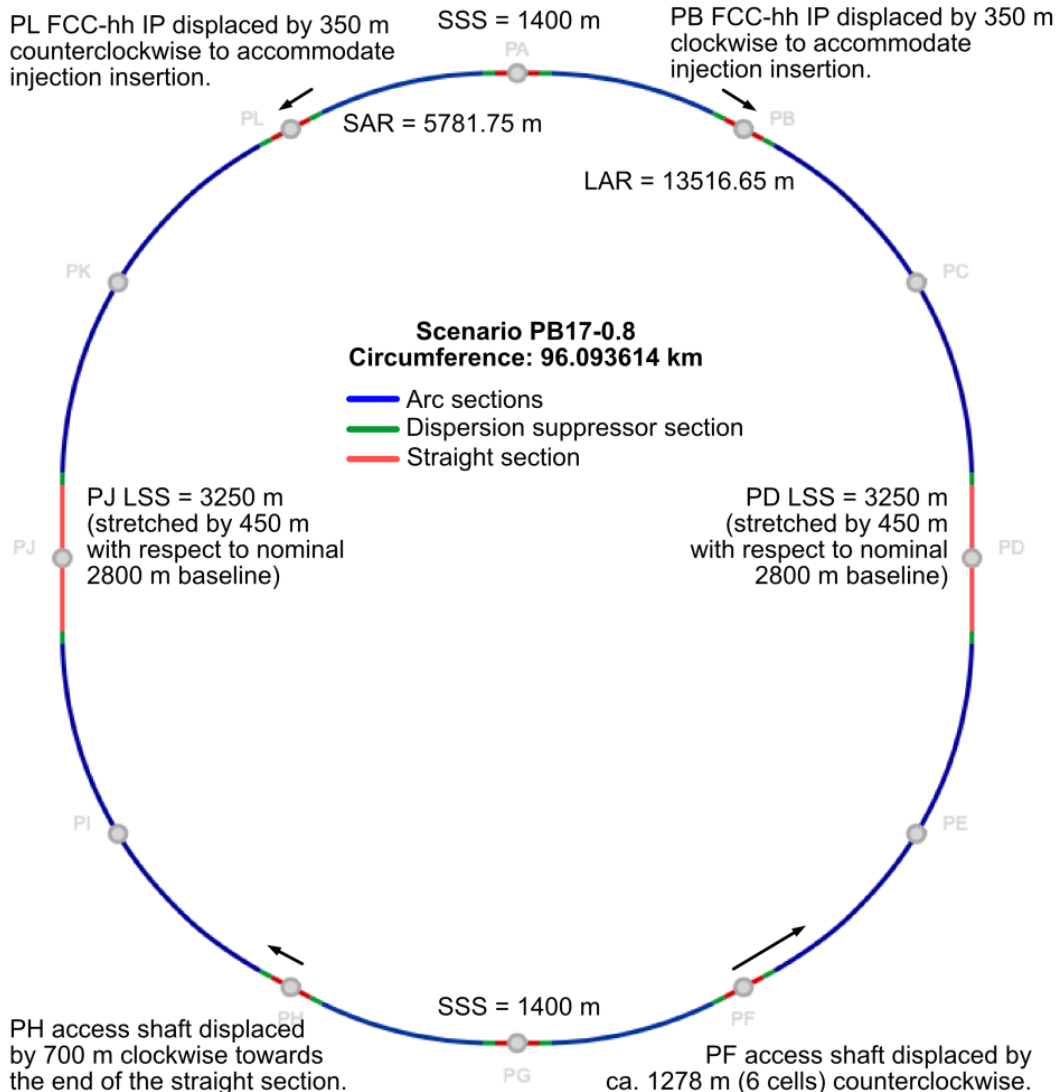 PL FCC-hh IP displaced by 350 m
counterclockwise to accommodate
injection insertion.
SSS = 1400 m
PB FCC-hh IP displaced by 350 m
clockwise to accommodate
injection insertion.
PA
PL
SAR = 5781.75 m
PB
LAR = 13516.65 m
PK
PC
Scenario PB17-0.8
Circumference: 96.093614 km
Arc sections
Dispersion suppressor section
Straight section
PJ LSS = 3250 m
(stretched by 450 m
with respect to nominal
2800 m baseline)
PJ
PD LSS = 3250 m
(stretched by 450 m
with respect to nominal
2800 m baseline)
PD
PI
PE
PH
SSS = 1400 m
PF
PH access shaft displaced
by 700 m clockwise towards
the end of the straight section.
PG
PF access shaft displaced by
ca. 1278 m (6 cells) counterclockwise.